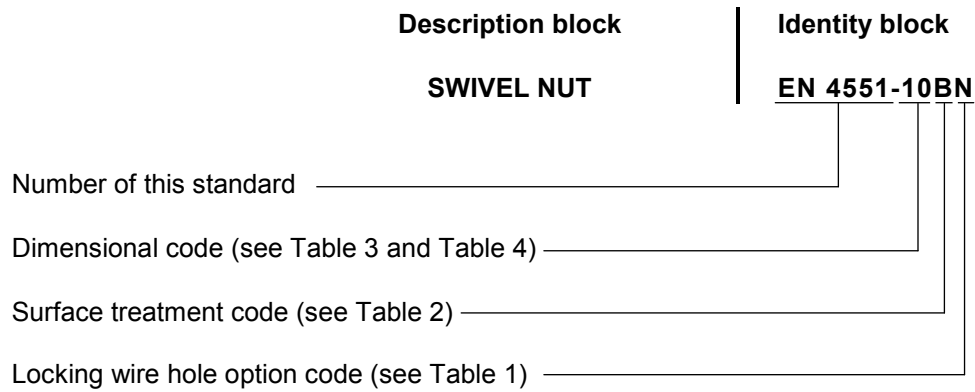 Description block Identity block
SWIVEL NUT EN 4551-10BN
Number of this standard
Dimensional code (see Table 3 and Table 4)
Surface treatment code (see Table 2)
Locking wire hole option code (see Table 1)